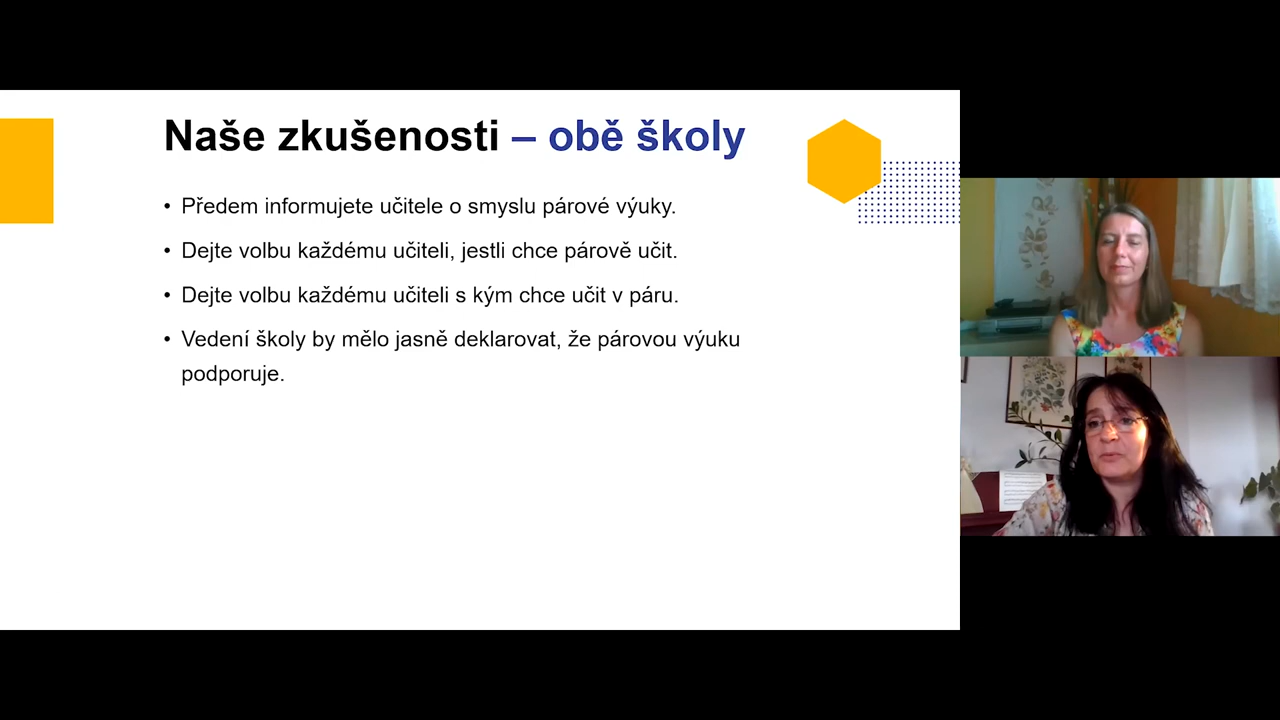 Naše zkušenosti – obě školy
• Předem informujete učitele o smyslu párové výuky.
• Dejte volbu každému učiteli, jestli chce párově učit.
• Dejte volbu každému učiteli s kým chce učit v páru.
• Vedení školy by mělo jasně deklarovat, že párovou výuku
podporuje.